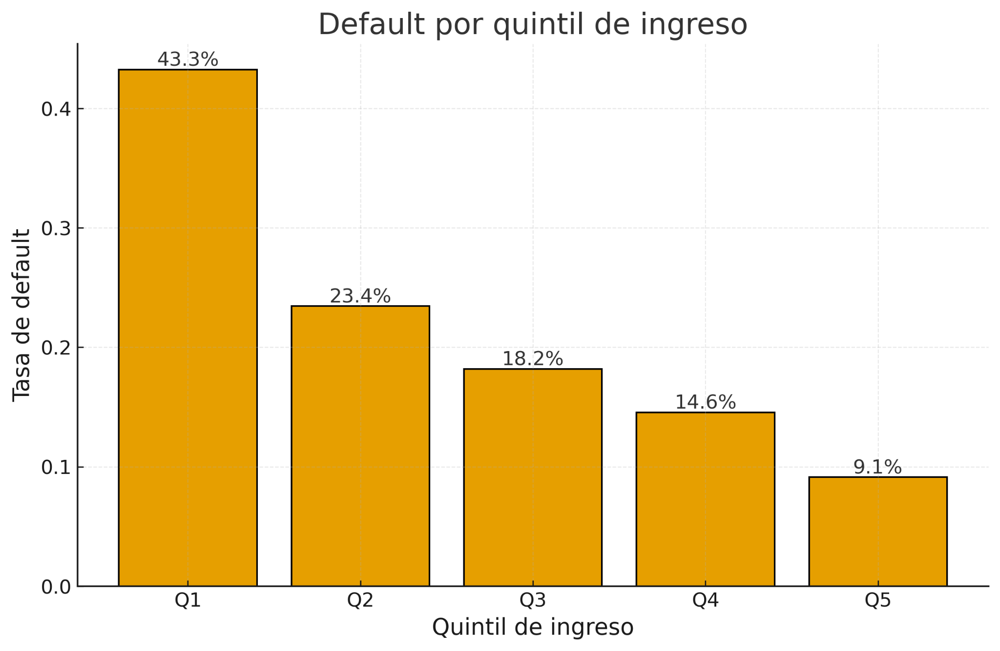 Default por quintil de ingreso
43.3%
23.4%
18.2%
14.6%
9.1%
0.4
0.3
0.2
0.1
0.0
Tasa de default
Q1 Q2 Q3 Q4 Q5
Quintil de ingreso